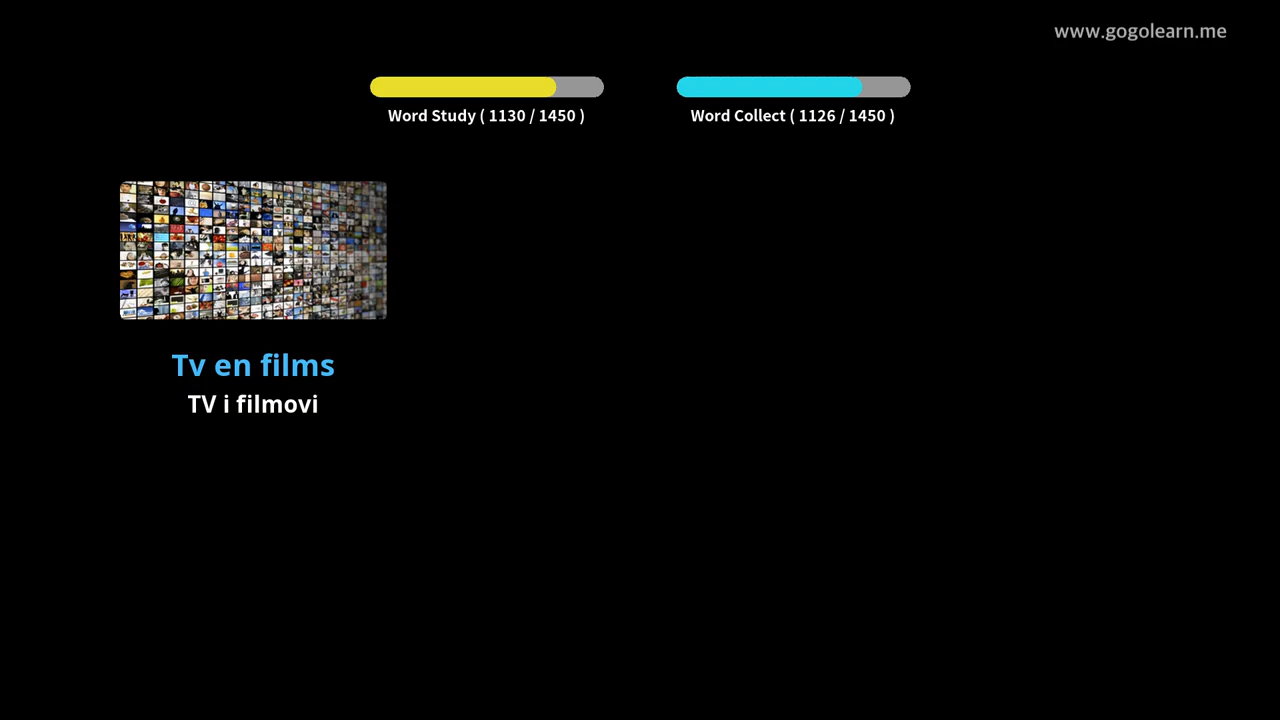 www.gogolearn.me
Word Study ( 1130 / 1450 )
Word Collect ( 1126 / 1450 )
Tv en films
TV i filmovi